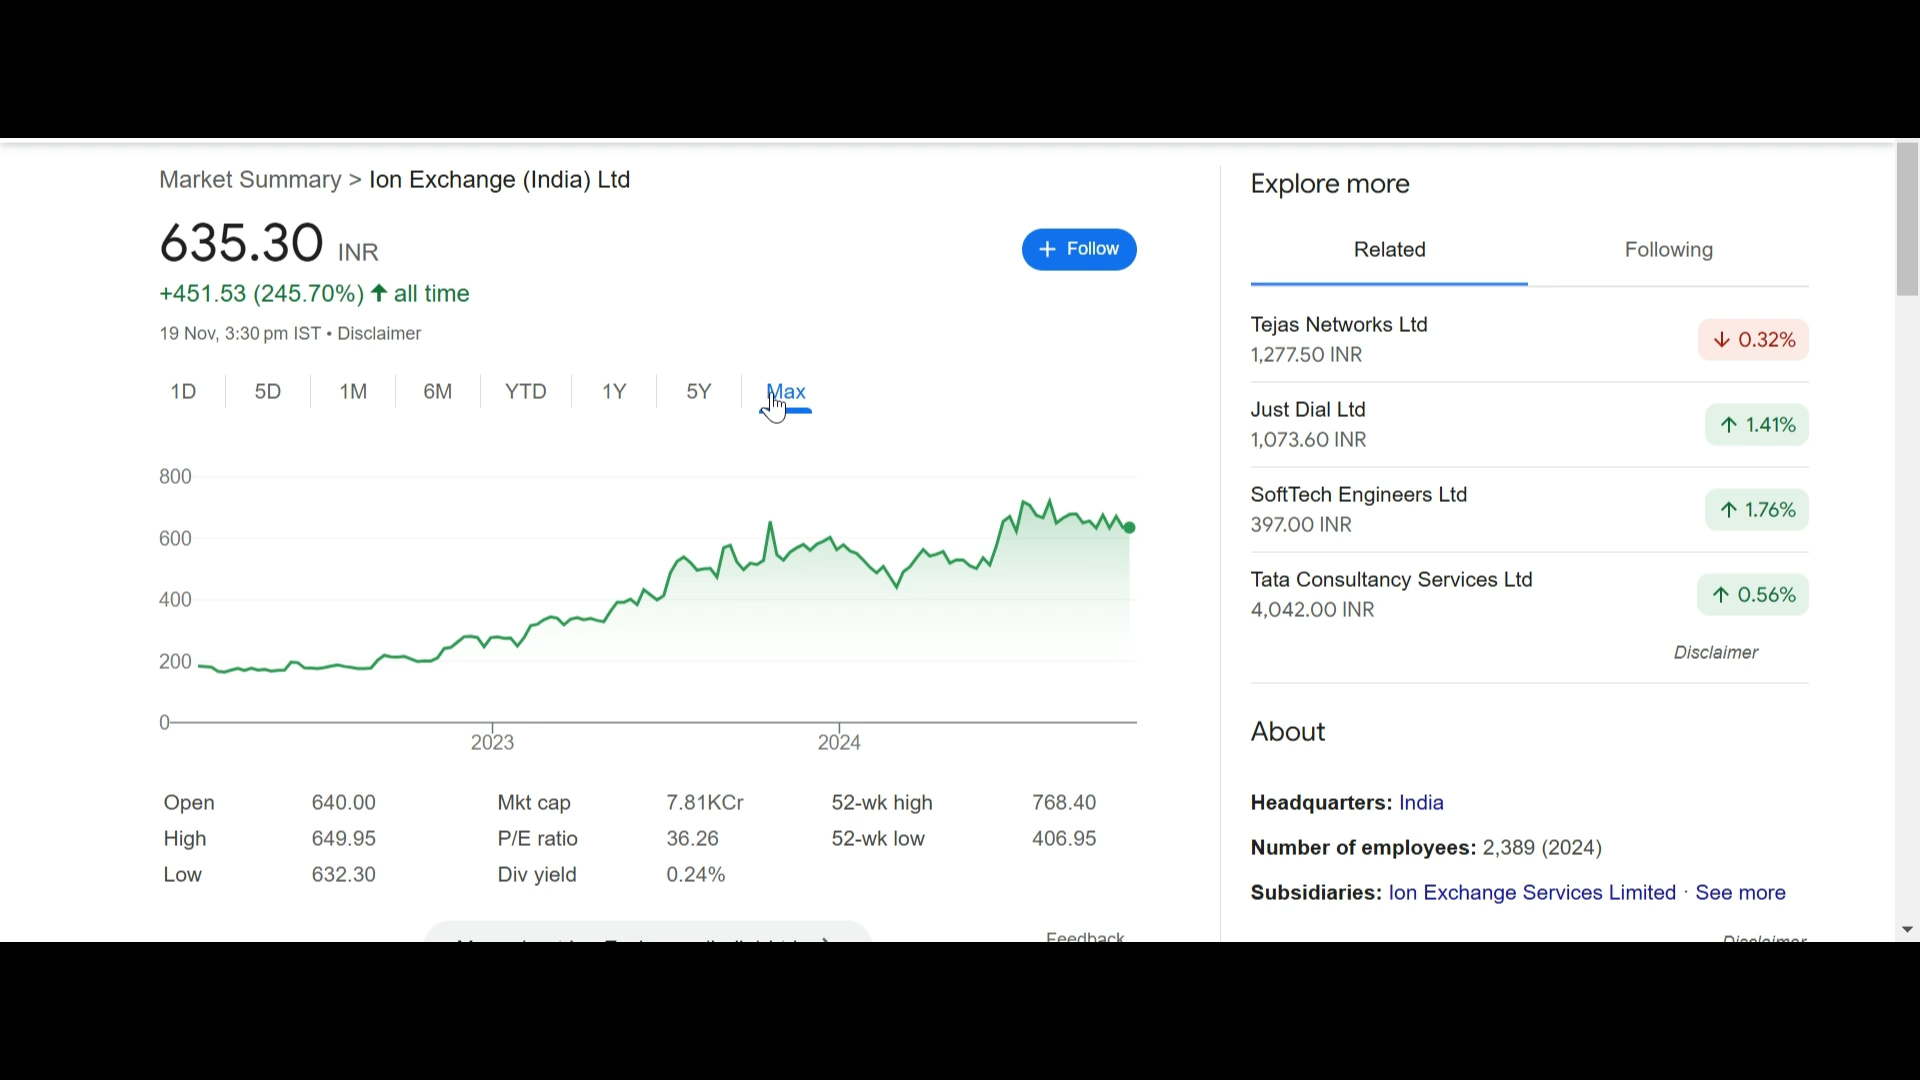 Market Summary > Ion Exchange (India) Ltd
635.30 INR
+ Follow
+451.53 (245.70%) ↑ all time
19 Nov, 3:30 pm IST • Disclaimer
1D 5D 1M 6M YTD 1Y 5Y Max
800
600
400
200
0
2023 2024
Open 640.00 Mkt cap 7.81KCr 52-wk high 768.40
High 649.95 P/E ratio 36.26 52-wk low 406.95
Low 632.30 Div yield 0.24%
Feedback
Explore more
Related Following
Tejas Networks Ltd
1,277.50 INR
↓ 0.32%
Just Dial Ltd
1,073.60 INR
↑ 1.41%
SoftTech Engineers Ltd
397.00 INR
↑ 1.76%
Tata Consultancy Services Ltd
4,042.00 INR
↑ 0.56%
Disclaimer
About
Headquarters: India
Number of employees: 2,389 (2024)
Subsidiaries: Ion Exchange Services Limited · See more
Disclaimer